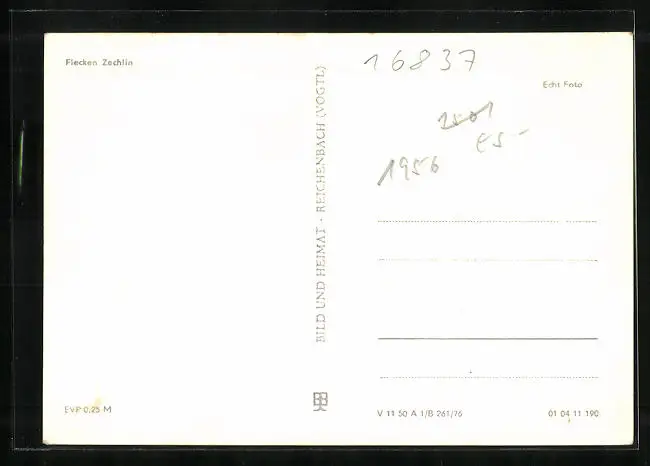 Flecken Zechlin
16837
Echt Foto
1956
€5-
BILD UND HEIMAT · REICHENBACH (VOGTL)
EVP 0,25 M
V 11 50 A 1/B 261/76
01 04 11 190